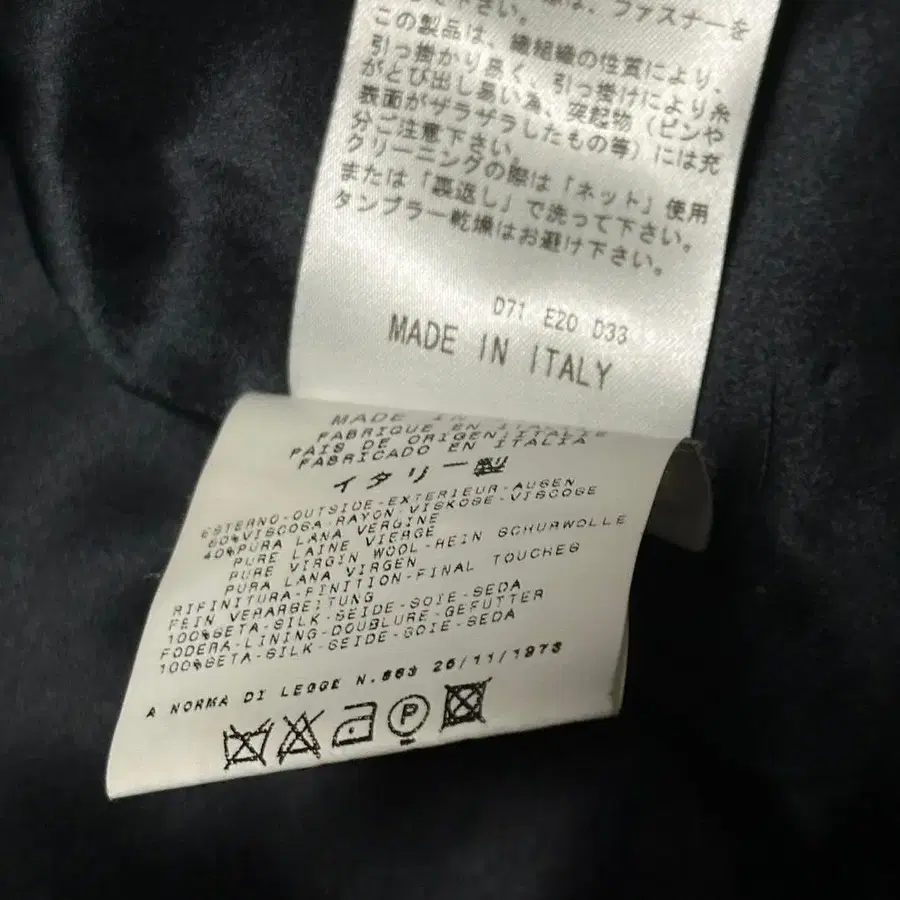 は、ファスナーを
て下さい。
この製品は、織組織の性質により、
引っ掛かり易く、引っ掛けにより糸
がとび出し易い為、突起物（ピンや
表面がザラザラしたもの等）には充
分ご注意下さい。
クリーニングの際は「ネット」使用
または「裏返し」で洗って下さい。
タンブラー乾燥はお避け下さい。
D71 E20 D33
MADE IN ITALY
MADE IN
FABRIQUE EN ITALIE
PAIS DE ORIGEN:ITALIA
FABRICADO EN ITALIA
イタリー製
ESTERNO-OUTSIDE-EXTERIEUR-AUSEN
60%VISCOSA-RAYON-VISKOSE-VISCOSE
40%PURA LANA VERGINE
PURE LAINE VIERGE
PURE VIRGIN WOOL-REIN SCHURWOLLE
PURA LANA VIRGEN
RIFINITURA-FINITION-FINAL TOUCHES
FEIN VERARBEITUNG
100%SETA-SILK-SEIDE-SOIE-SEDA
FODERA-LINING-DOUBLURE-GEFUTTER
100%SETA-SILK-SEIDE-SOIE-SEDA
A NORMA DI LEGGE N.883 26/11/1973
P